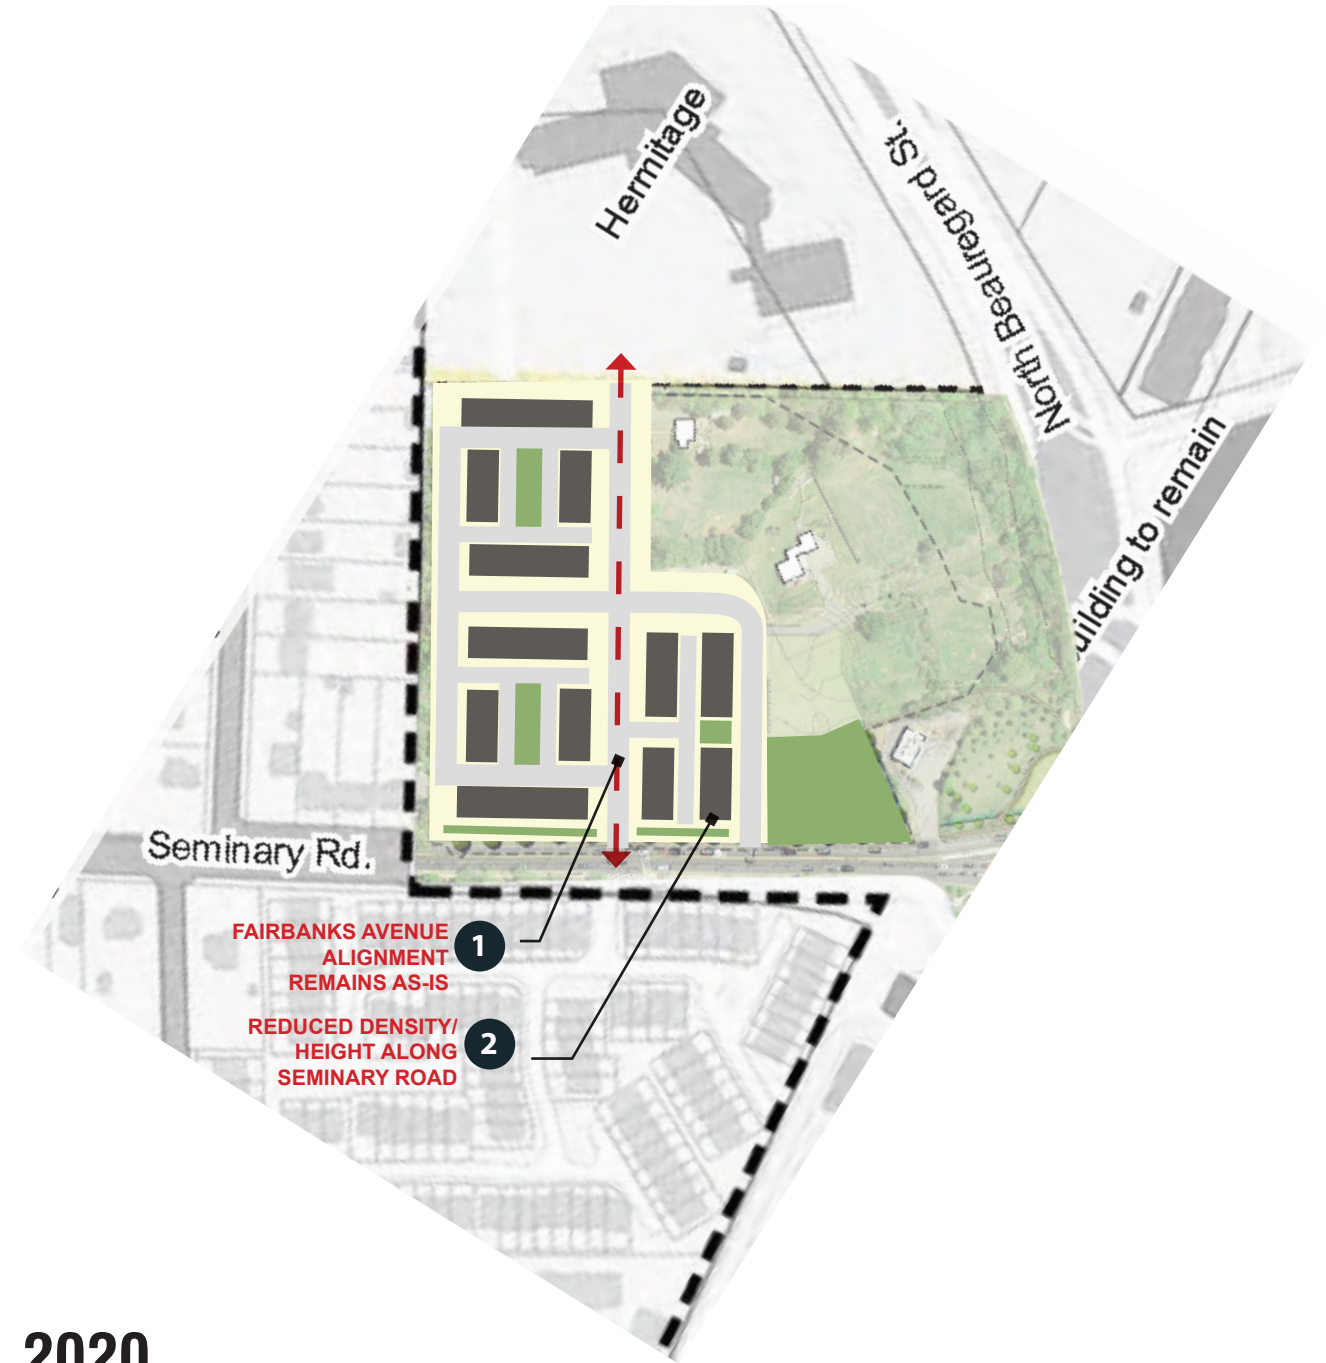 Hermitage
North Beauregard St.
uilding to remain
Seminary Rd.
FAIRBANKS AVENUE
ALIGNMENT
REMAINS AS-IS
1
REDUCED DENSITY/
HEIGHT ALONG
SEMINARY ROAD
2
2020